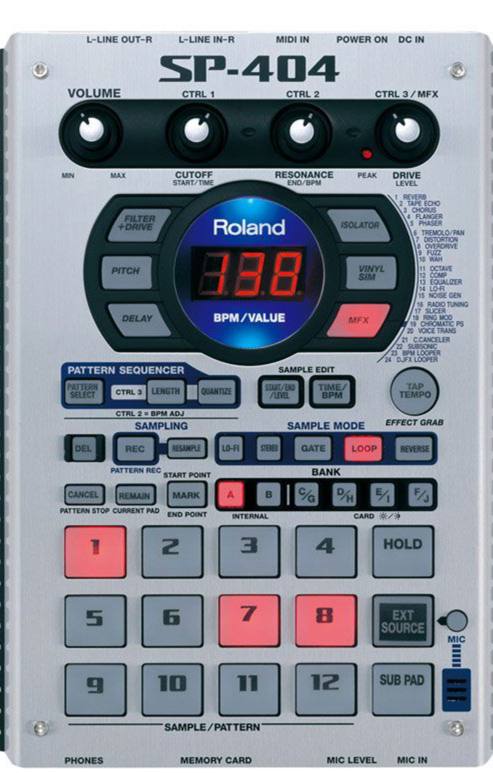 L-LINE OUT-R L-LINE IN-R MIDI IN POWER ON DC IN
SP-404
VOLUME CTRL 1 CTRL 2 CTRL 3 / MFX
MIN MAX CUTOFF RESONANCE PEAK DRIVE
START/TIME END/BPM LEVEL
1 REVERB
2 TAPE ECHO
3 CHORUS
4 FLANGER
5 PHASER
6 TREMOLO/PAN
7 DISTORTION
8 OVERDRIVE
9 FUZZ
10 WAH
11 OCTAVE
12 COMP
13 EQUALIZER
14 LO-FI
15 NOISE GEN
16 RADIO TUNING
17 SLICER
18 RING MOD
19 CHROMATIC PS
20 VOICE TRANS
21 C.CANCELER
22 SUBSONIC
23 BPM LOOPER
24 DJFX LOOPER
FILTER
+DRIVE
Roland
ISOLATOR
PITCH
138
VINYL
SIM
DELAY
BPM/VALUE
MFX
PATTERN SEQUENCER
SAMPLE EDIT
PATTERN
SELECT
CTRL 3
LENGTH
QUANTIZE
START/END
/LEVEL
TIME/
BPM
TAP
TEMPO
CTRL 2 = BPM ADJ
EFFECT GRAB
SAMPLING
SAMPLE MODE
DEL REC RESAMPLE LO-FI STEREO GATE LOOP REVERSE
PATTERN REC
START POINT
BANK
CANCEL REMAIN MARK A B C/G D/H E/I F/J
PATTERN STOP CURRENT PAD END POINT INTERNAL CARD
1 2 3 4 HOLD
5 6 7 8 EXT
SOURCE
MIC
9 10 11 12 SUB PAD
SAMPLE/PATTERN
PHONES MEMORY CARD MIC LEVEL MIC IN